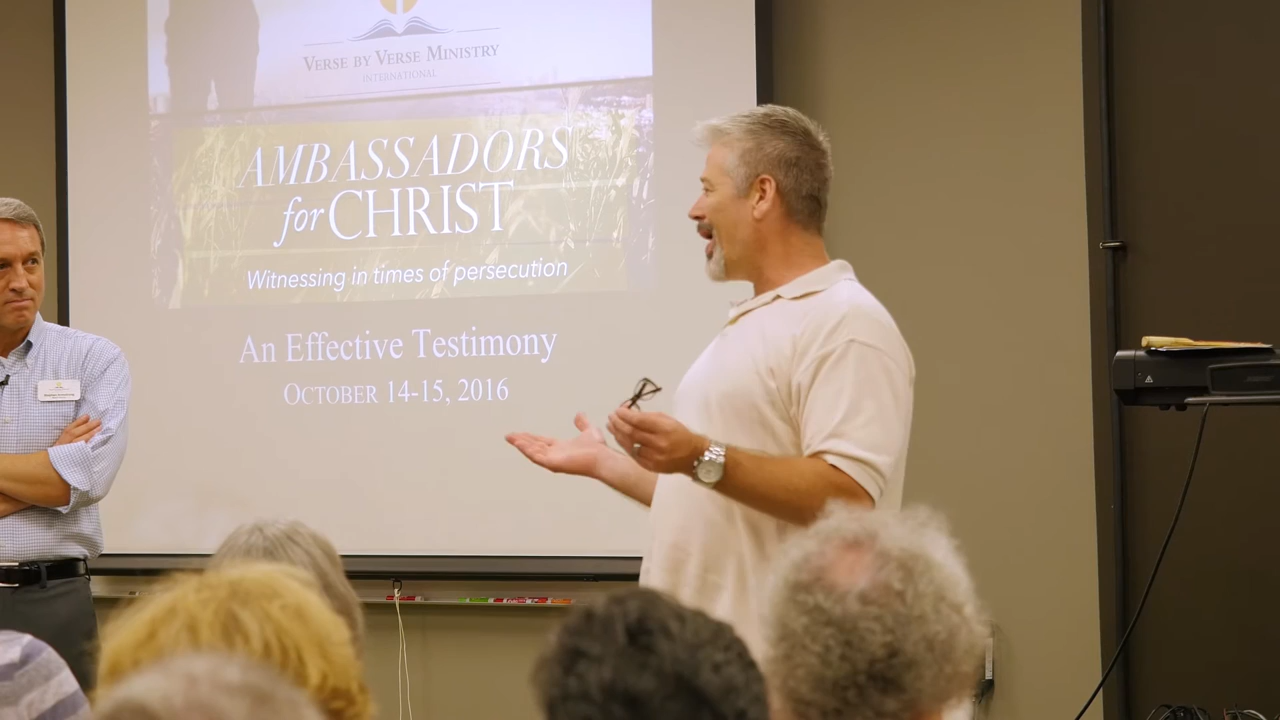 VERSE BY VERSE MINISTRY
INTERNATIONAL
AMBASSADORS
for CHRIST
Witnessing in times of persecution
An Effective Testimony
OCTOBER 14-15, 2016